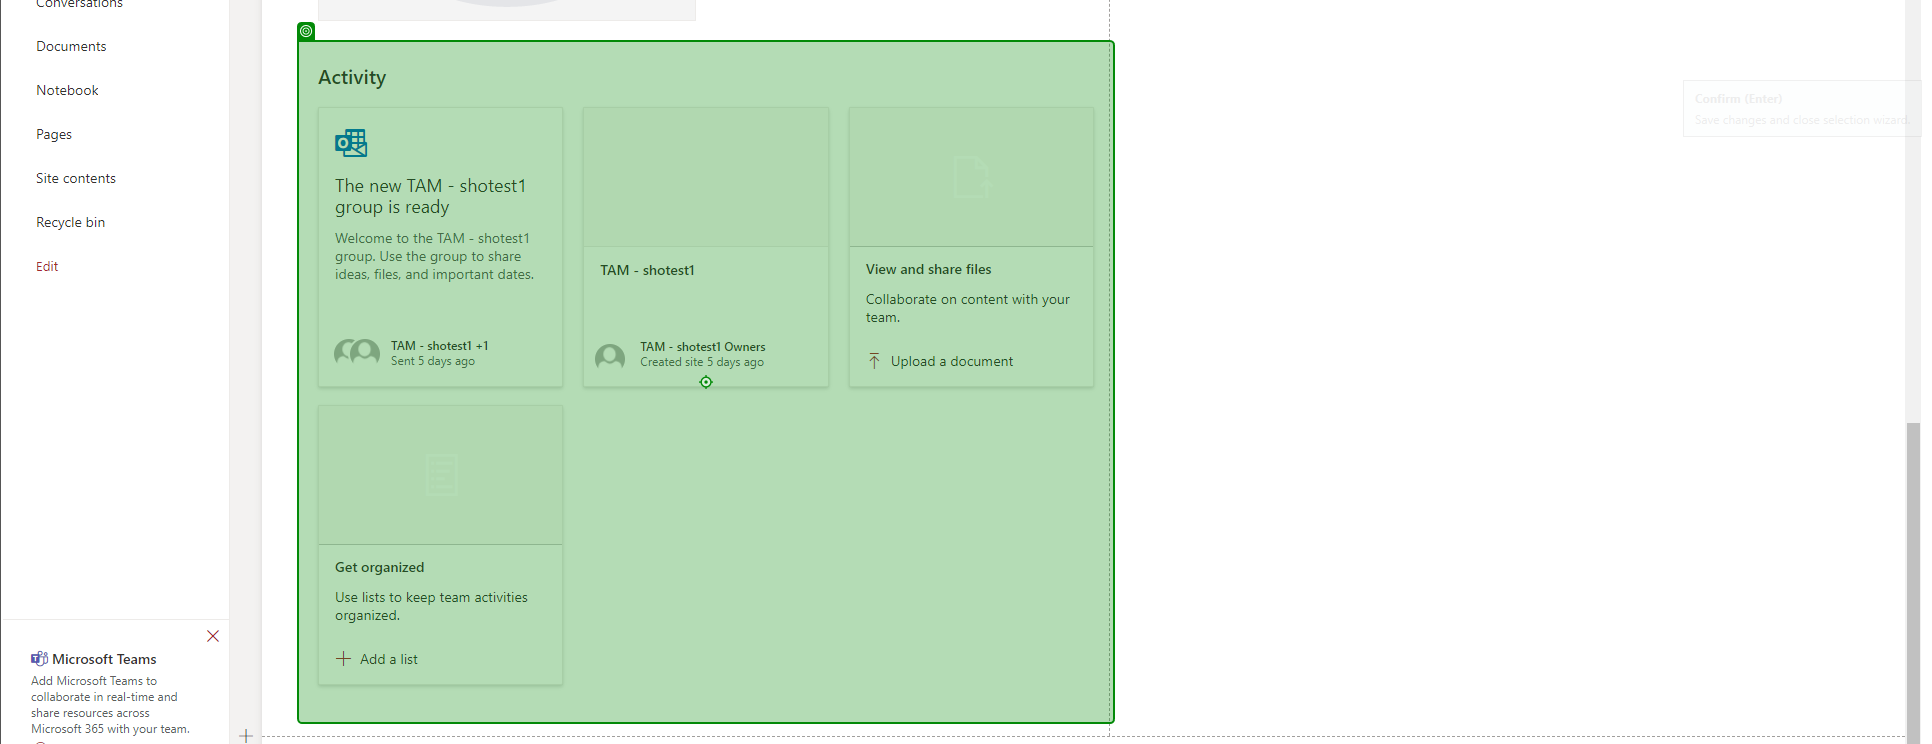 Conversations
Documents
Notebook
Pages
Site contents
Recycle bin
Edit
Microsoft Teams
Add Microsoft Teams to
collaborate in real-time and
share resources across
Microsoft 365 with your team.
Activity
The new TAM - shotest1
group is ready
Welcome to the TAM - shotest1
group. Use the group to share
ideas, files, and important dates.
TAM - shotest1 +1
Sent 5 days ago
TAM - shotest1
TAM - shotest1 Owners
Created site 5 days ago
View and share files
Collaborate on content with your
team.
Upload a document
Get organized
Use lists to keep team activities
organized.
Add a list
Confirm (Enter)
Save changes and close selection wizard.